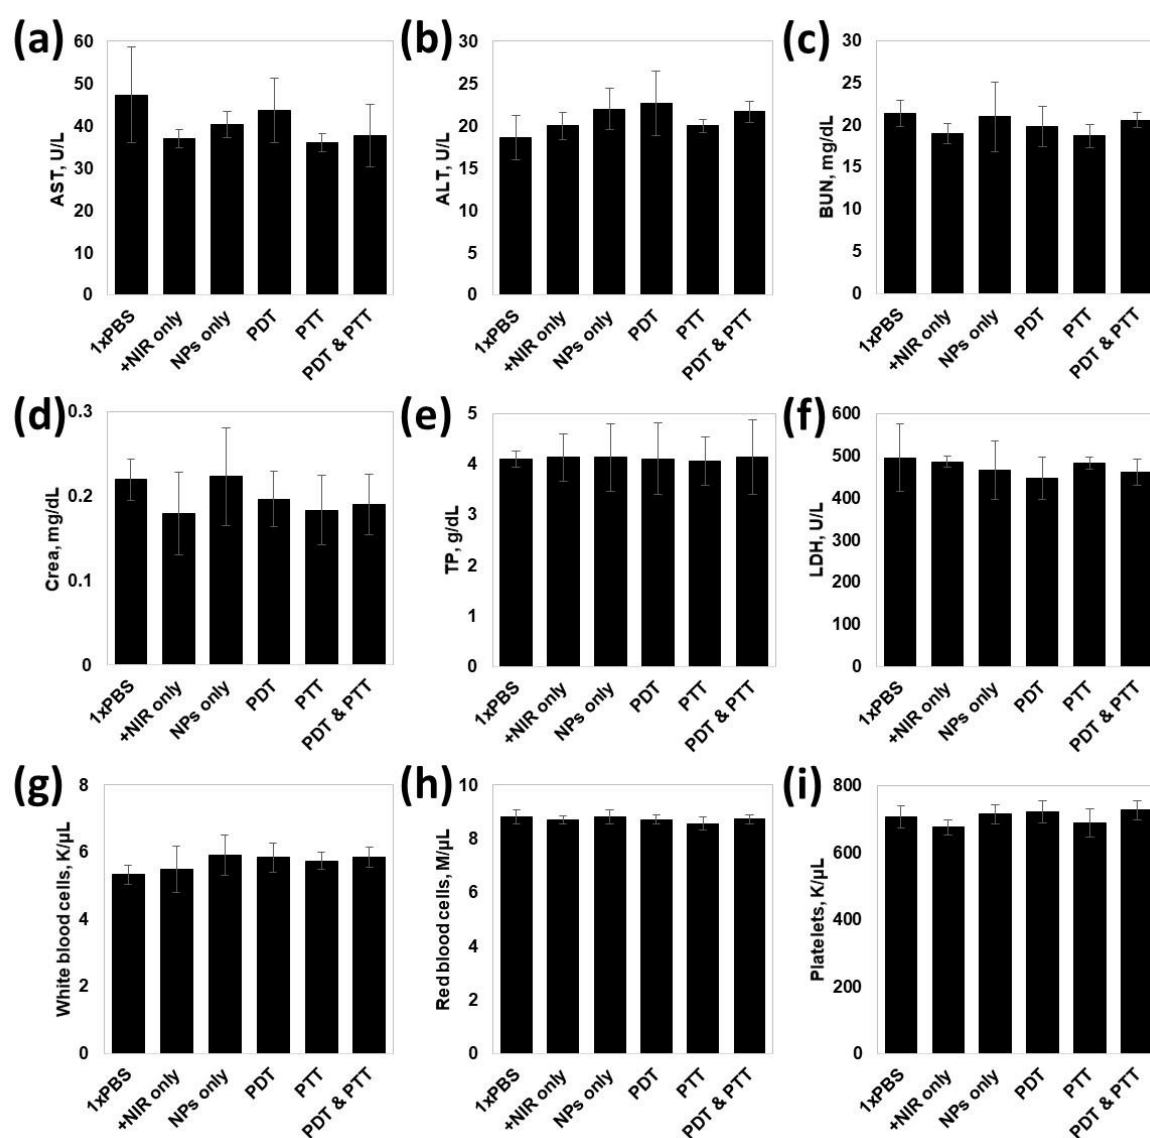 (a)
AST, U/L
60
50
40
30
20
10
0
1xPBS
+NIR only
NPs only
PDT
PTT
PDT & PTT
(b)
ALT, U/L
30
25
20
15
10
5
0
1xPBS
+NIR only
NPs only
PDT
PTT
PDT & PTT
(c)
BUN, mg/dL
30
25
20
15
10
5
0
1xPBS
+NIR only
NPs only
PDT
PTT
PDT & PTT
(d)
Crea, mg/dL
0.3
0.2
0.1
0
1xPBS
+NIR only
NPs only
PDT
PTT
PDT & PTT
(e)
TP, g/dL
5
4
3
2
1
0
1xPBS
+NIR only
NPs only
PDT
PTT
PDT & PTT
(f)
LDH, U/L
600
500
400
300
200
100
0
1xPBS
+NIR only
NPs only
PDT
PTT
PDT & PTT
(g)
White blood cells, K/µL
8
6
4
2
0
1xPBS
+NIR only
NPs only
PDT
PTT
PDT & PTT
(h)
Red blood cells, M/µL
10
8
6
4
2
0
1xPBS
+NIR only
NPs only
PDT
PTT
PDT & PTT
(i)
Platelets, K/µL
800
600
400
200
0
1xPBS
+NIR only
NPs only
PDT
PTT
PDT & PTT